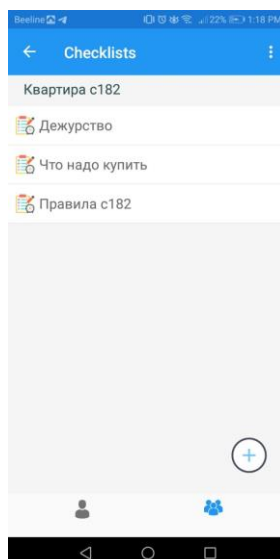 Beeline 22% 1:18 PM
Checklists
Квартира с182
Дежурство
Что надо купить
Правила с182